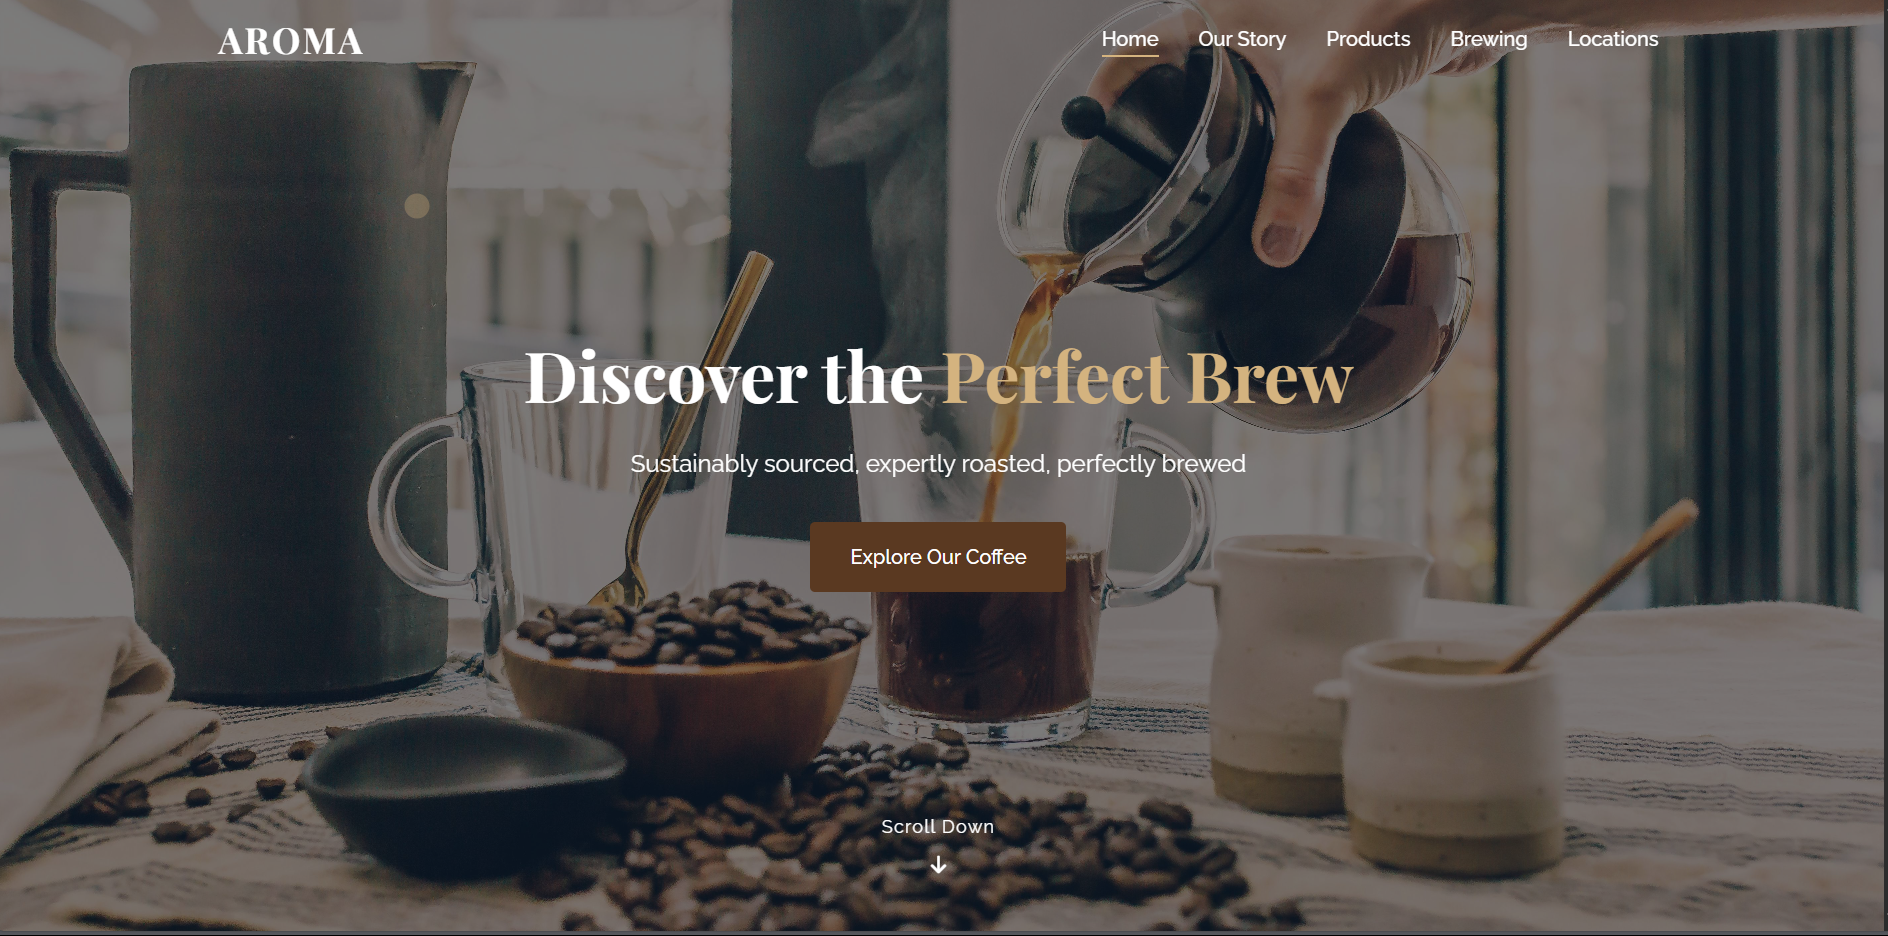 AROMA
Home Our Story Products Brewing Locations
Discover the Perfect Brew
Sustainably sourced, expertly roasted, perfectly brewed
Explore Our Coffee
Scroll Down